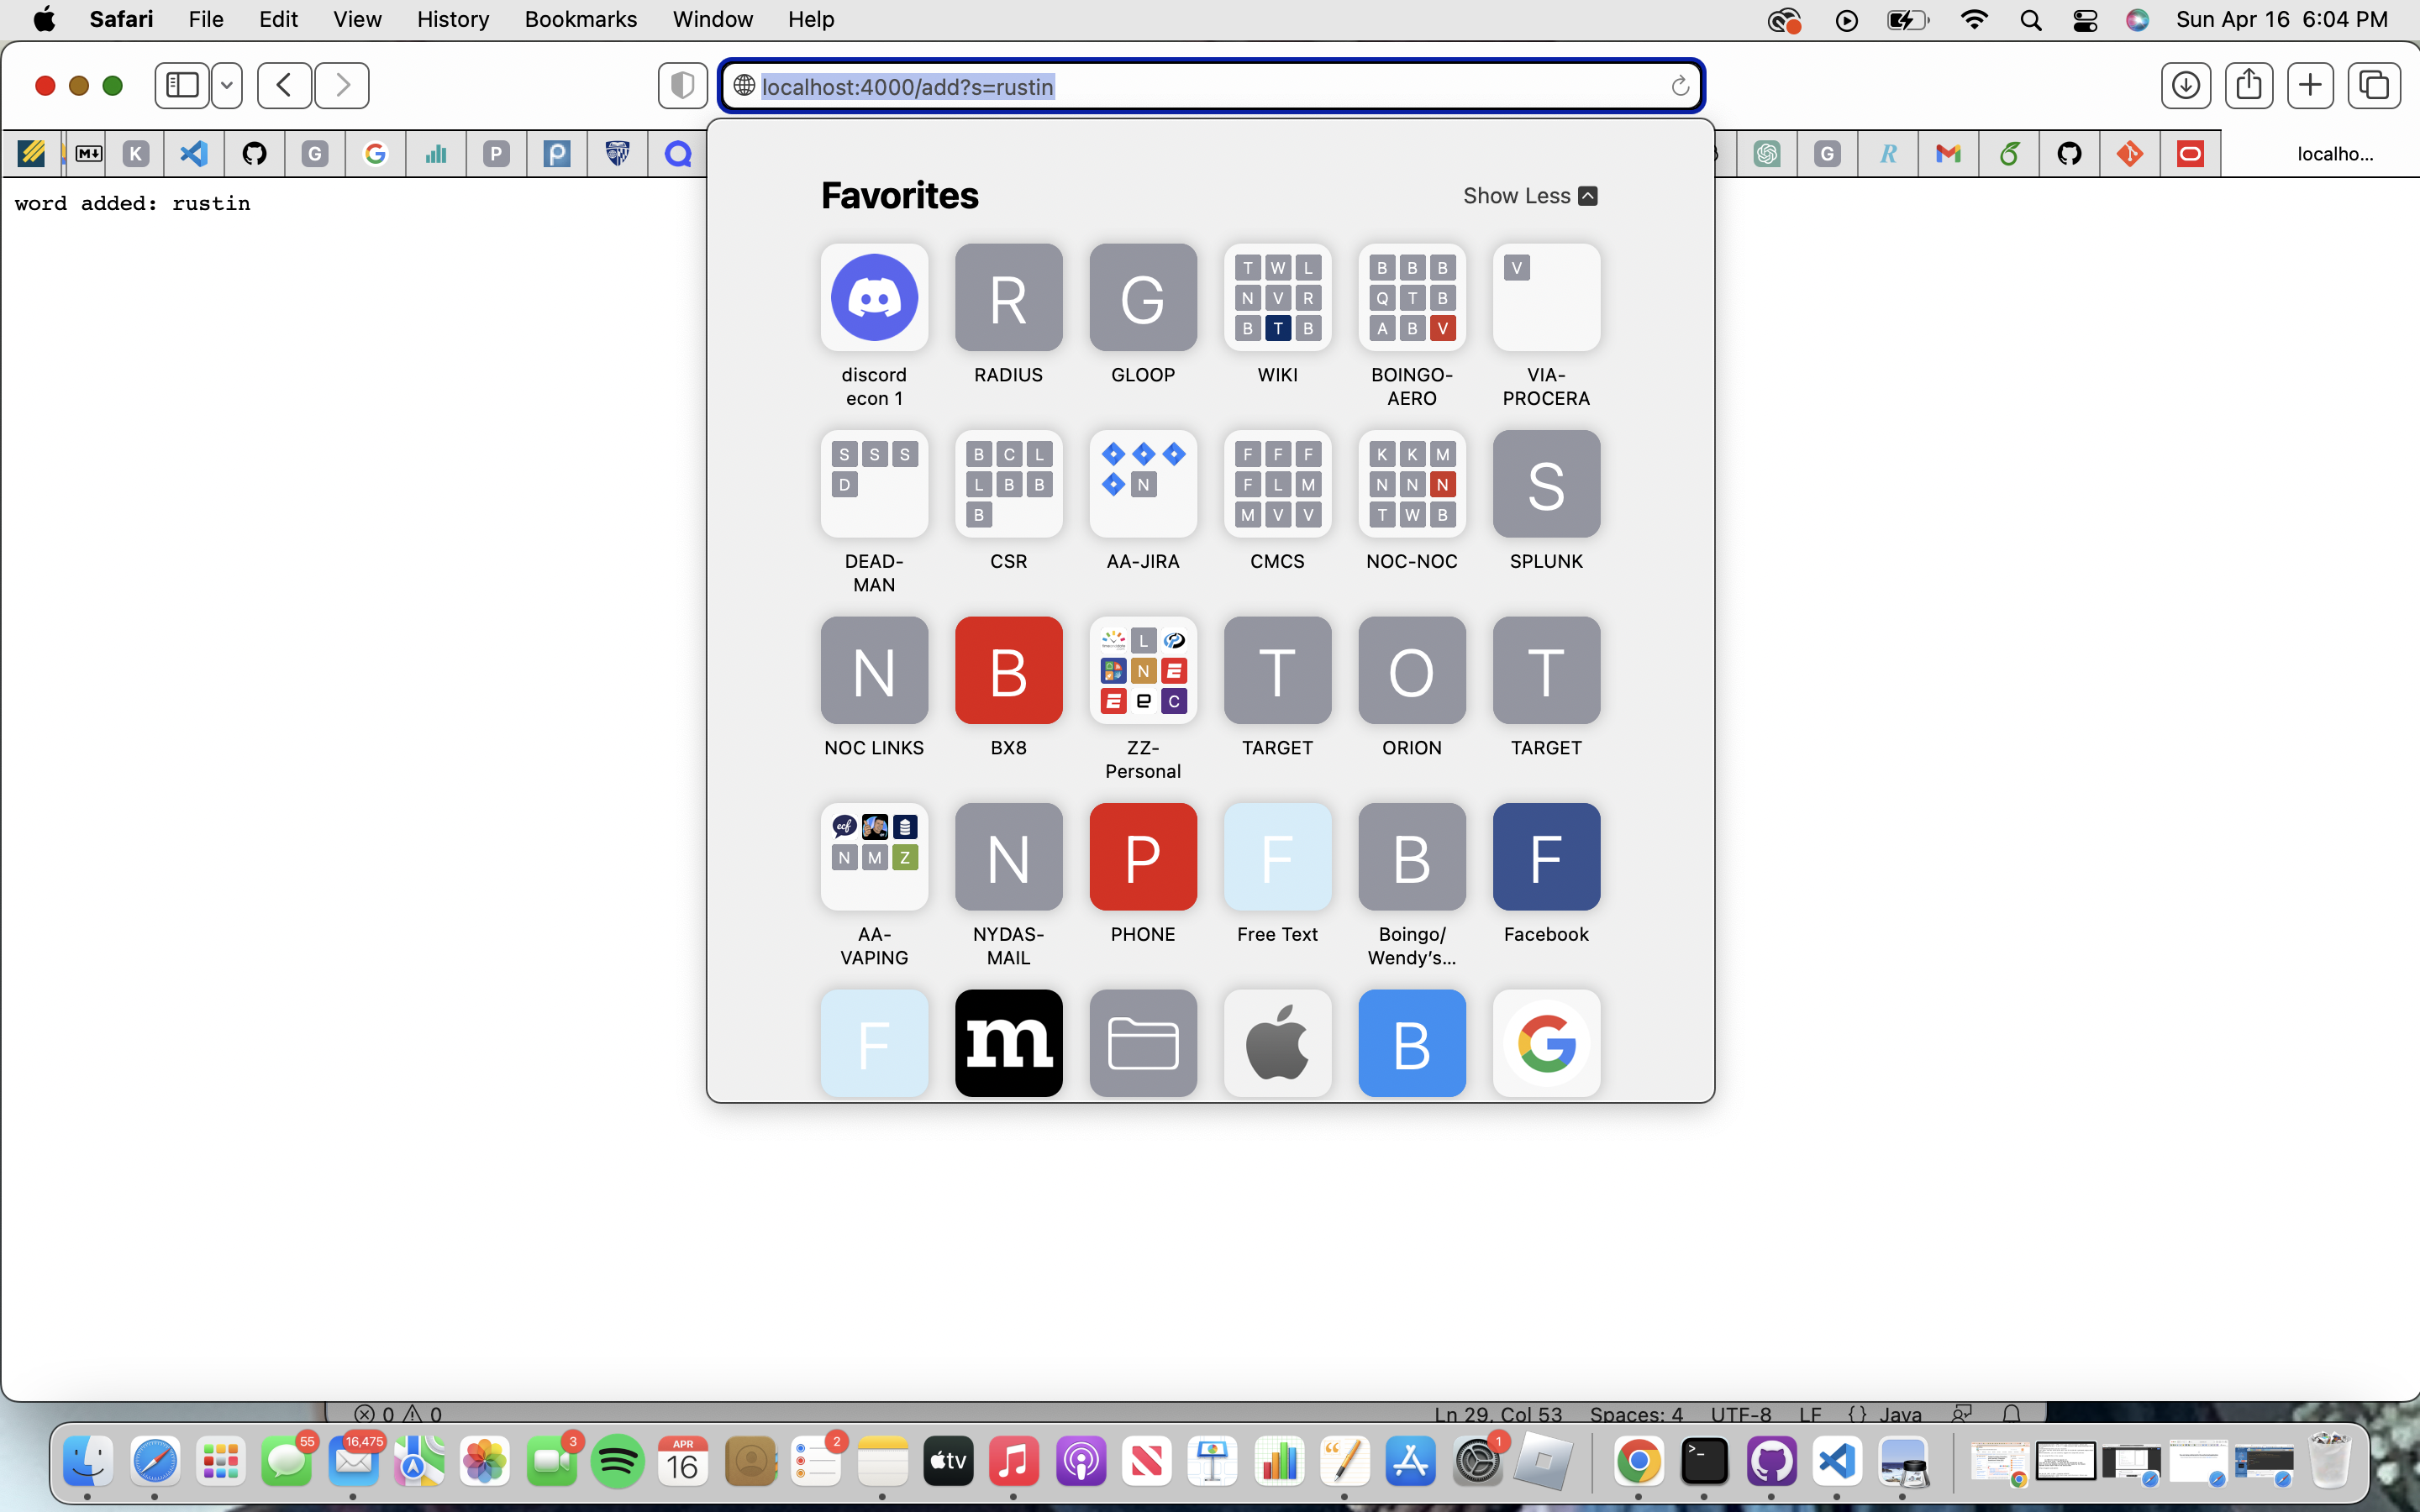 Safari File Edit View History Bookmarks Window Help Sun Apr 16 6:04 PM
localhost:4000/add?s=rustin
M K G P G R localho...
word added: rustin
Favorites Show Less
R G T W L B B B V
N V R Q T B
B T B A B V
discord RADIUS GLOOP WIKI BOINGO- VIA-
econ 1 AERO PROCERA
S S S B C L F F F K K M S
D L B B N F L M N N N
B M V V T W B
DEAD- CSR AA-JIRA CMCS NOC-NOC SPLUNK
MAN
N B L T O T
N E
E e C
NOC LINKS BX8 ZZ- TARGET ORION TARGET
Personal
ecf N P F B F
N M Z
AA- NYDAS- PHONE Free Text Boingo/ Facebook
VAPING MAIL Wendy's...
F m B G
0 0 Ln 29, Col 53 Spaces: 4 UTF-8 LF {} Java
55 16,475 3 APR 2 tv 1 >_
16